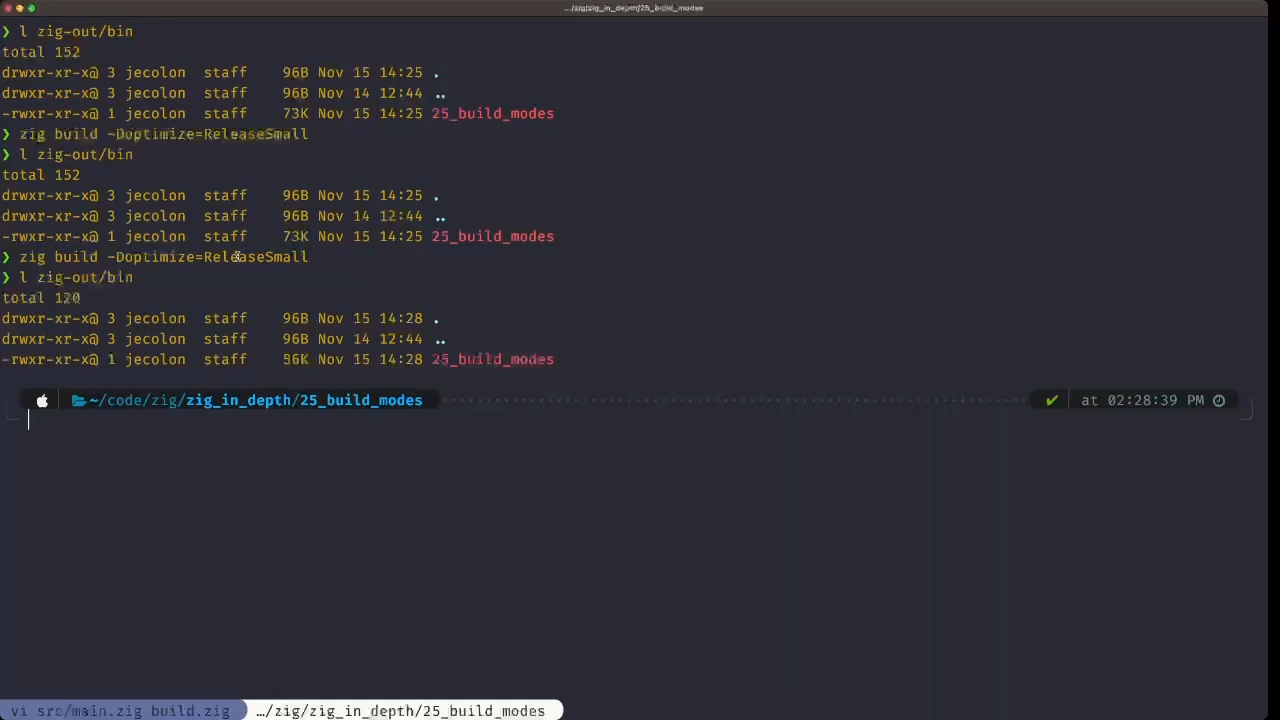 .../zig/zig_in_depth/25_build_modes
❯ l zig-out/bin
total 152
drwxr-xr-x@ 3 jecolon staff 96B Nov 15 14:25 .
drwxr-xr-x@ 3 jecolon staff 96B Nov 14 12:44 ..
-rwxr-xr-x@ 1 jecolon staff 73K Nov 15 14:25 25_build_modes
❯ zig build -Doptimize=ReleaseSmall
❯ l zig-out/bin
total 152
drwxr-xr-x@ 3 jecolon staff 96B Nov 15 14:25 .
drwxr-xr-x@ 3 jecolon staff 96B Nov 14 12:44 ..
-rwxr-xr-x@ 1 jecolon staff 73K Nov 15 14:25 25_build_modes
❯ zig build -Doptimize=ReleaseSmall
❯ l zig-out/bin
total
drwxr-xr-x@ 3 jecolon staff 96B Nov 15 14:28 .
drwxr-xr-x@ 3 jecolon staff 96B Nov 14 12:44 ..
-rwxr-xr-x@ 1 jecolon staff Nov 15 14:28 25_build_modes
~/code/zig/zig_in_depth/25_build_modes ✔ at 02:28:39 PM
vi src/main.zig build.zig …/zig/zig_in_depth/25_build_modes